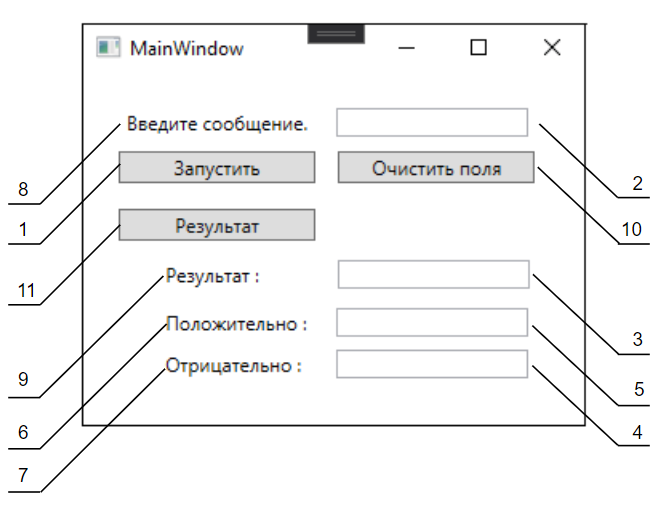 MainWindow
Введите сообщение.
8
Запустить
Очистить поля
2
1
10
Результат
11
Результат :
3
Положительно :
9
5
Отрицательно :
6
4
7